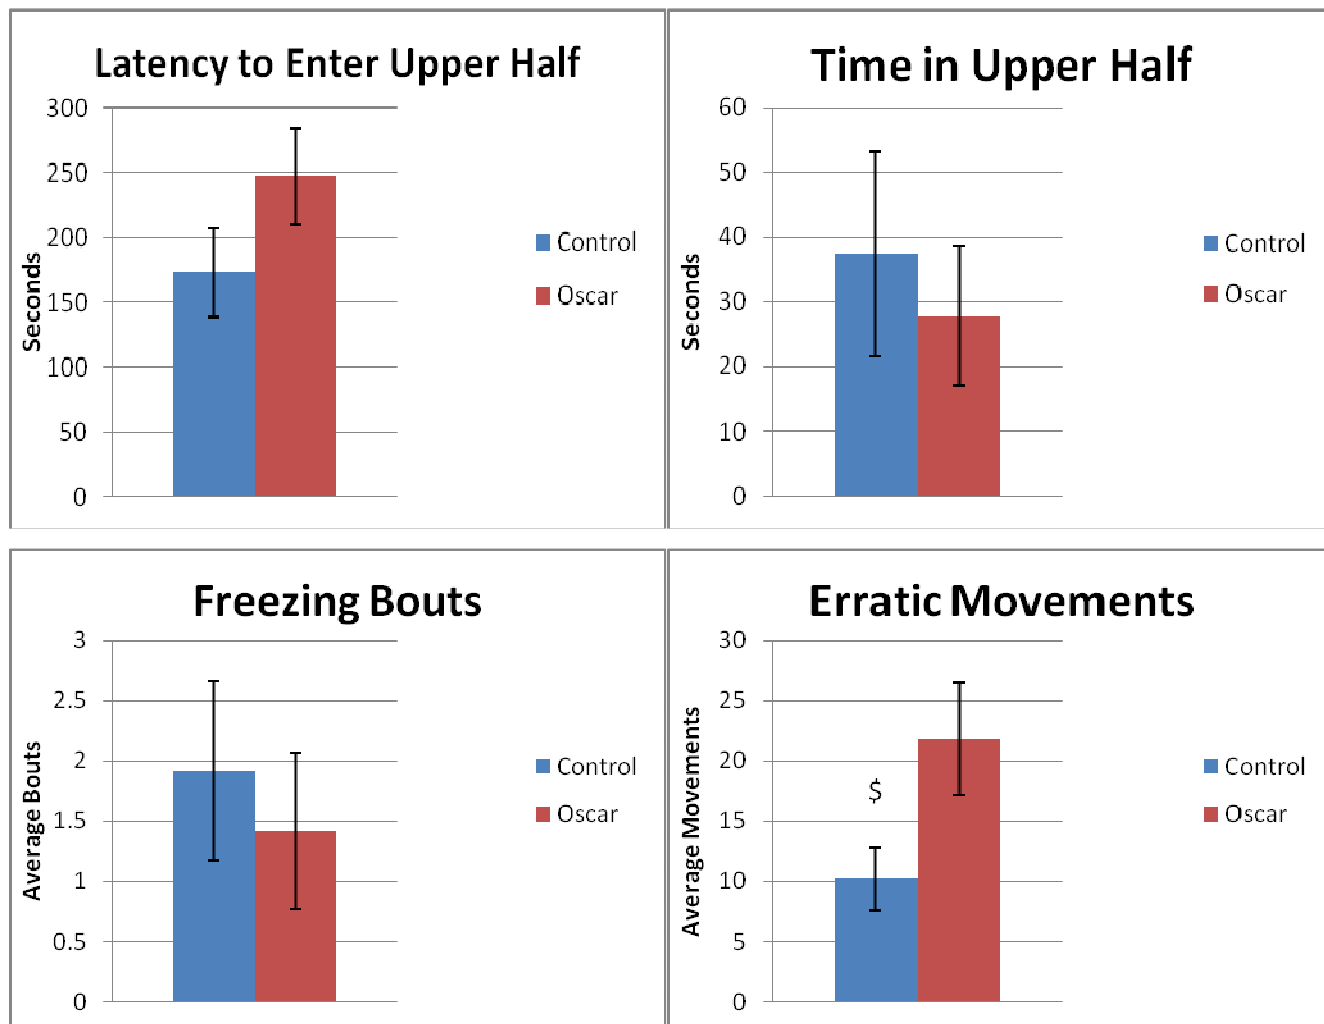 Latency to Enter Upper Half
300
250
200
150
100
50
0
Seconds
Control
Oscar
Time in Upper Half
60
50
40
30
20
10
0
Seconds
Control
Oscar
Freezing Bouts
3
2.5
2
1.5
1
0.5
0
Average Bouts
Control
Oscar
Erratic Movements
30
25
20
15
10
5
0
Average Movements
$
Control
Oscar